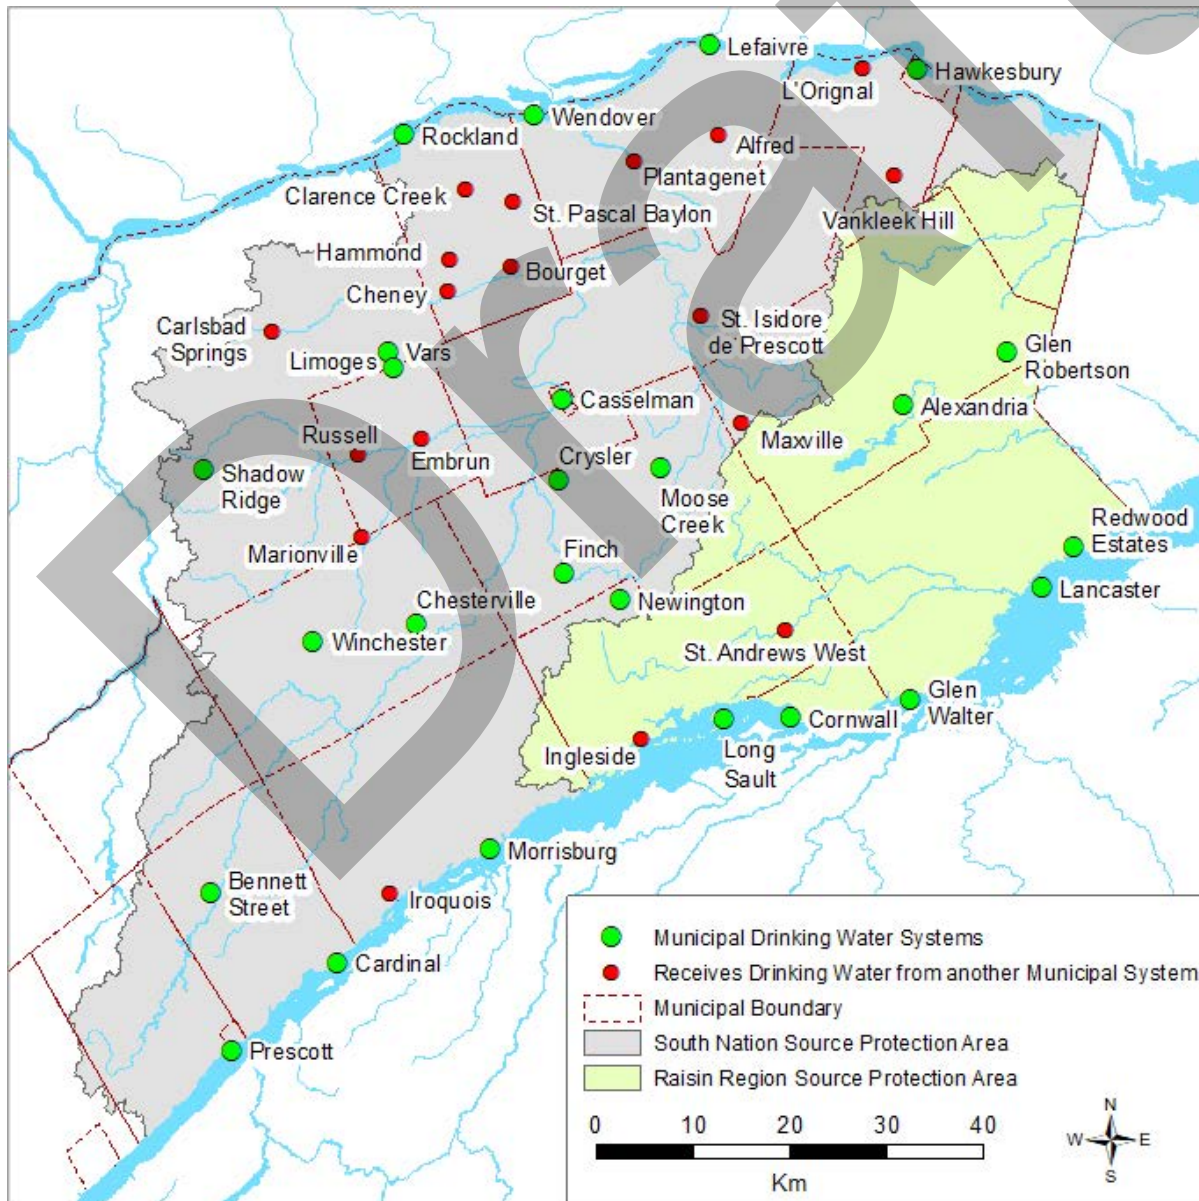 Lefaivre
L'Orignal
Hawkesbury
Wendover
Rockland
Alfred
Plantagenet
Clarence Creek
St. Pascal Baylon
Vankleek Hill
Hammond
Bourget
Cheney
Carlsbad
Springs
St. Isidore
de Prescott
Vars
Limoges
Glen
Robertson
Casselman
Alexandria
Russell
Embrun
Maxville
Shadow
Ridge
Crysler
Moose
Creek
Marionville
Redwood
Estates
Finch
Lancaster
Newington
Chesterville
Winchester
St. Andrews West
Glen
Walter
Cornwall
Long
Sault
Ingleside
Morrisburg
Bennett
Street
Iroquois
Cardinal
Prescott
Municipal Drinking Water Systems
Receives Drinking Water from another Municipal System
Municipal Boundary
South Nation Source Protection Area
Raisin Region Source Protection Area
0 10 20 30 40
Km
N
W E
S
Draft